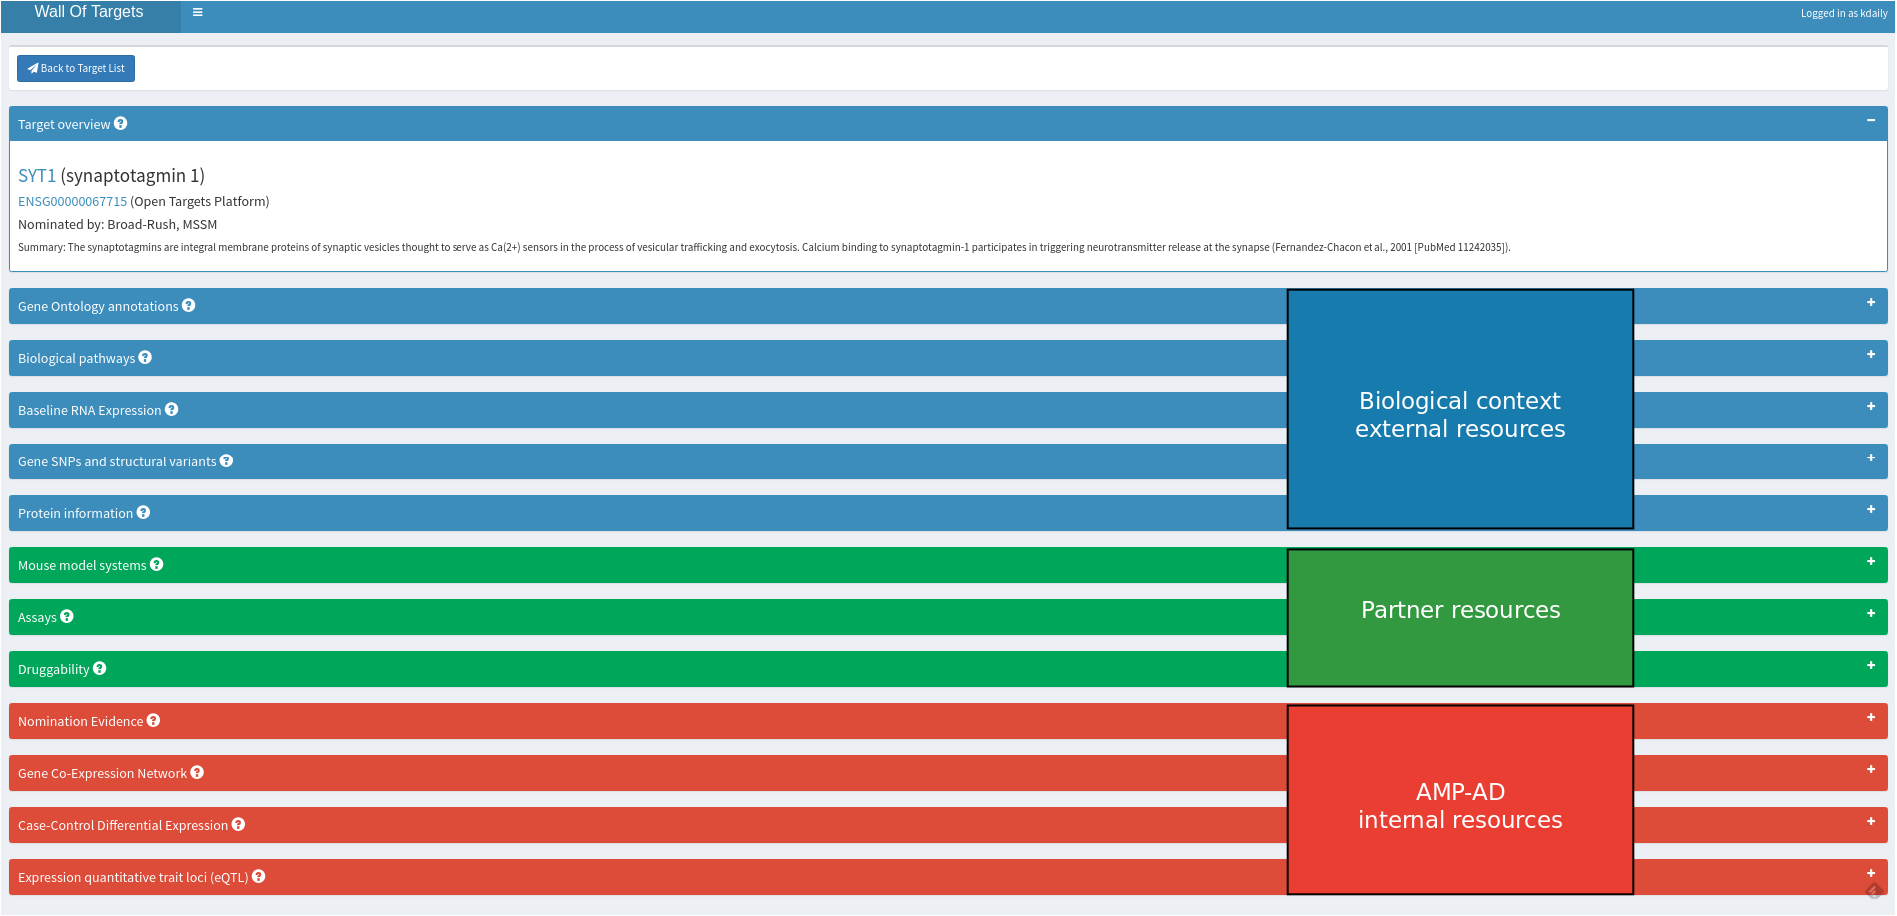 Wall Of Targets
Logged in as kdaily
Back to Target List
Target overview
SYT1 (synaptotagmin 1)
ENSG00000067715 (Open Targets Platform)
Nominated by: Broad-Rush, MSSM
Summary: The synaptotagmins are integral membrane proteins of synaptic vesicles thought to serve as Ca(2+) sensors in the process of vesicular trafficking and exocytosis. Calcium binding to synaptotagmin-1 participates in triggering neurotransmitter release at the synapse (Fernandez-Chacon et al., 2001 [PubMed 11242035]).
Gene Ontology annotations
Biological pathways
Baseline RNA Expression
Gene SNPs and structural variants
Protein information
Biological context
external resources
Mouse model systems
Assays
Druggability
Partner resources
Nomination Evidence
Gene Co-Expression Network
Case-Control Differential Expression
Expression quantitative trait loci (eQTL)
AMP-AD
internal resources